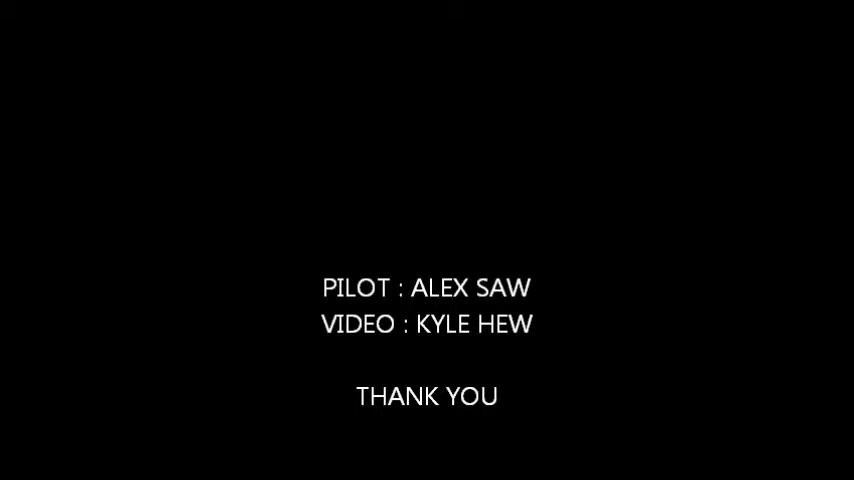 PILOT : ALEX SAW
VIDEO : KYLE HEW
THANK YOU